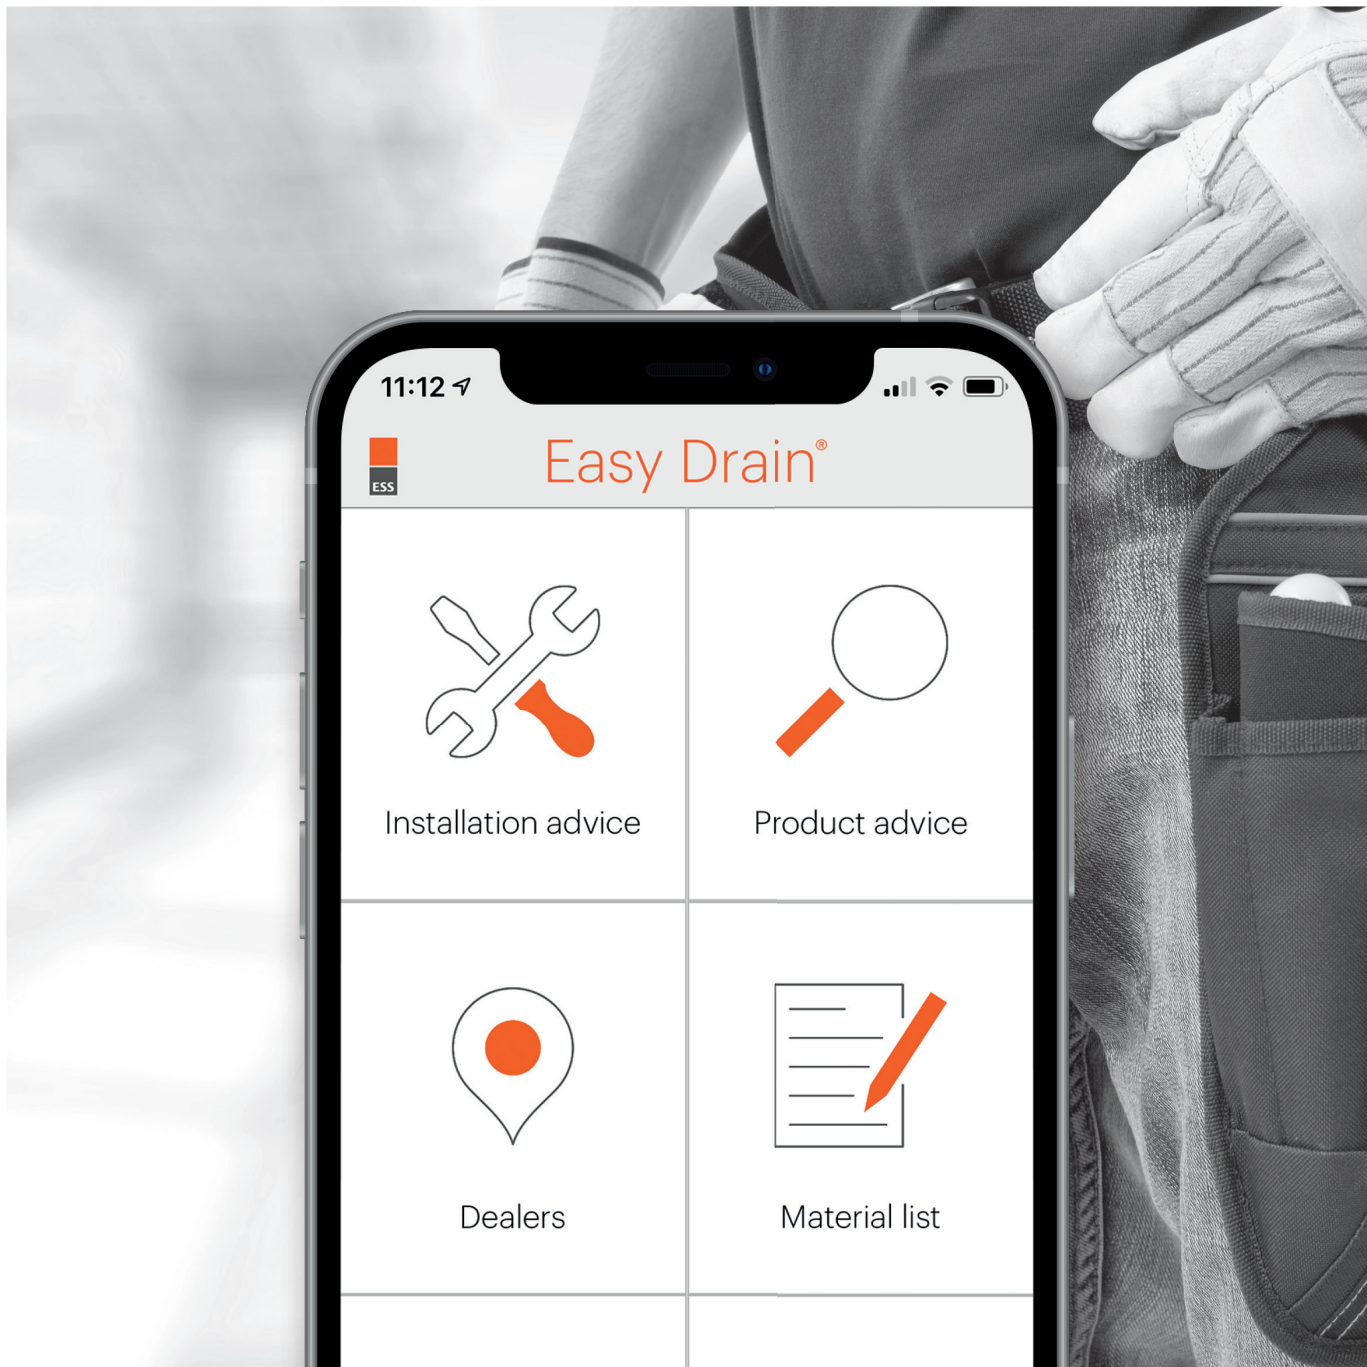 11:12
ESS
Easy Drain®
Installation advice
Product advice
Dealers
Material list